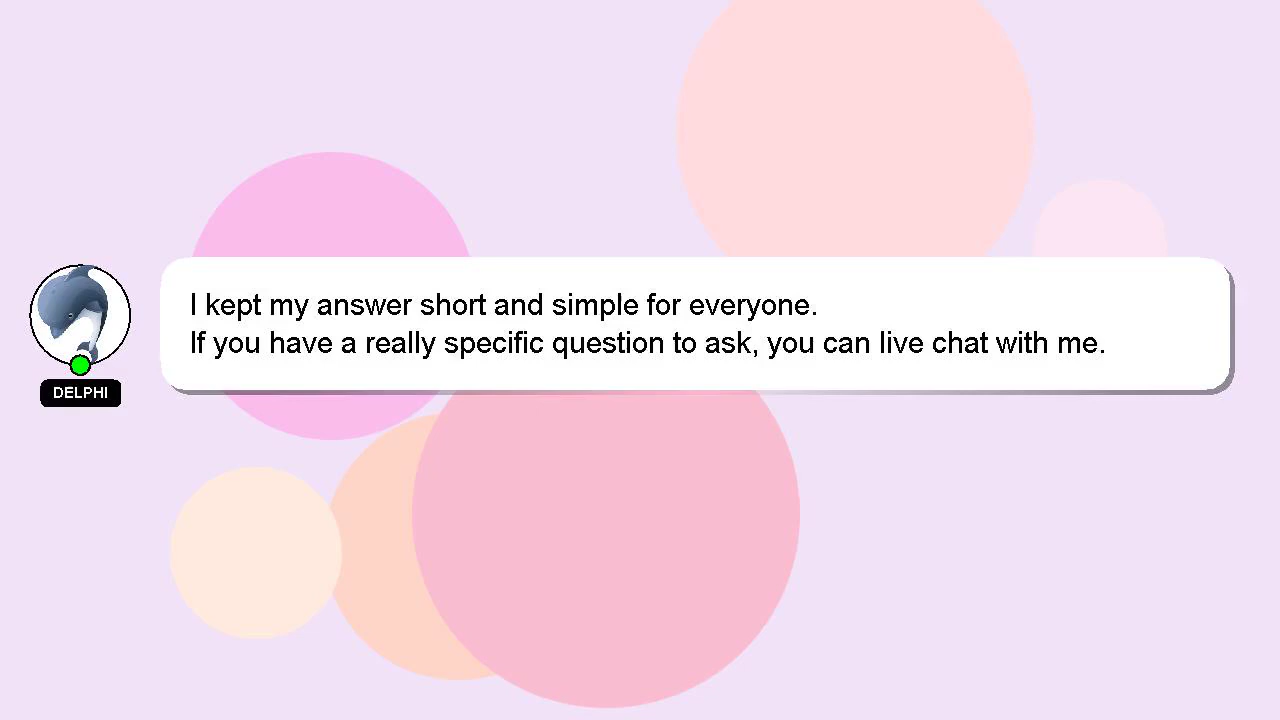 I kept my answer short and simple for everyone.
If you have a really specific question to ask, you can live chat with me.
DELPHI